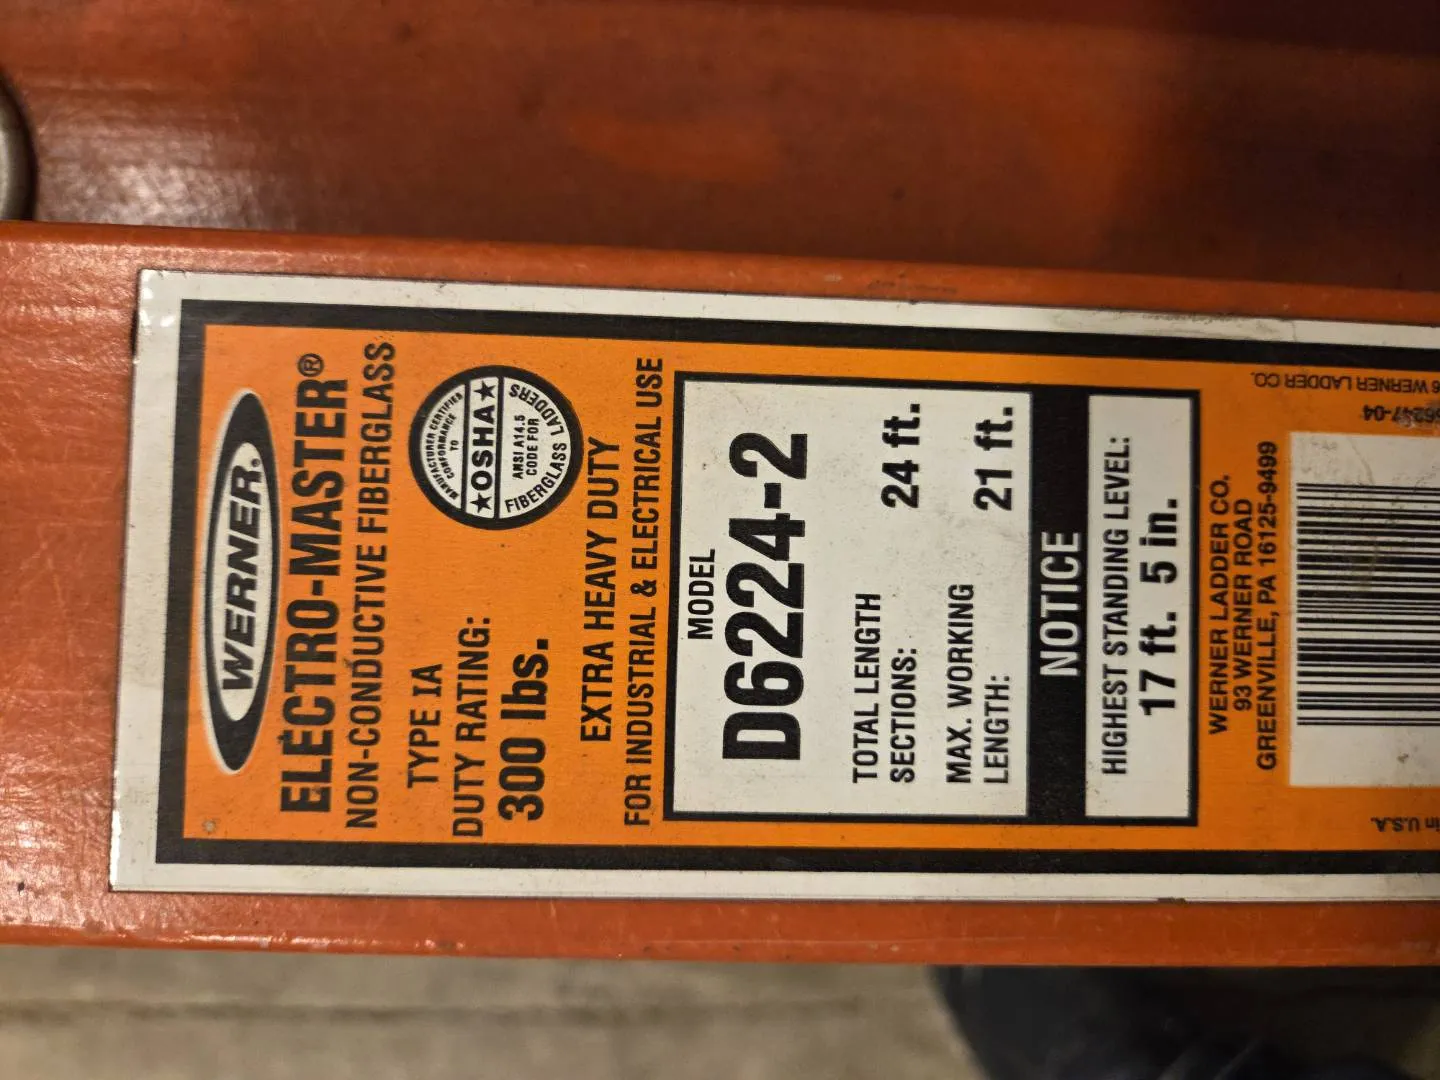 WERNER®
ELECTRO-MASTER®
NON-CONDUCTIVE FIBERGLASS
TYPE IA
DUTY RATING:
300 lbs.
MANUFACTURER CERTIFIED
CONFORMANCE
TO
★OSHA★
ANSI A14.5
CODE FOR
FIBERGLASS LADDERS
EXTRA HEAVY DUTY
FOR INDUSTRIAL & ELECTRICAL USE
MODEL
D6224-2
TOTAL LENGTH
SECTIONS: 24 ft.
MAX. WORKING
LENGTH: 21 ft.
NOTICE
HIGHEST STANDING LEVEL:
17 ft. 5 in.
WERNER LADDER CO.
93 WERNER ROAD
GREENVILLE, PA 16125-9499
WERNER LADDER CO.
in U.S.A.